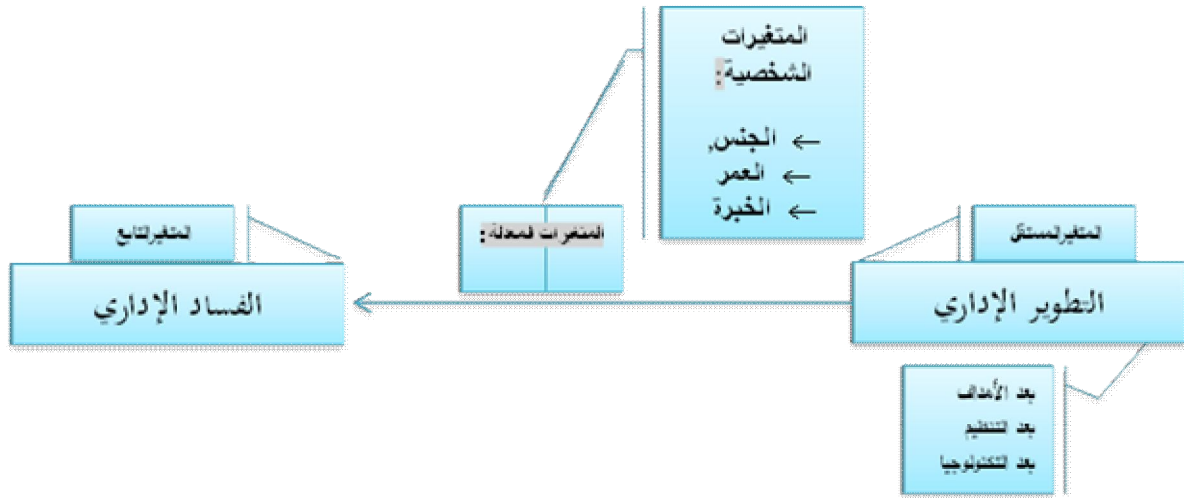 المتغيرات
الشخصية:
← الجنس,
← العمر
← الخبرة
المتغير المستقل
التطوير الإداري
بعد الأهداف
بعد التنظيم
بعد التكنولوجيا
المتغيرات المعدلة:
المتغير التابع
الفساد الإداري